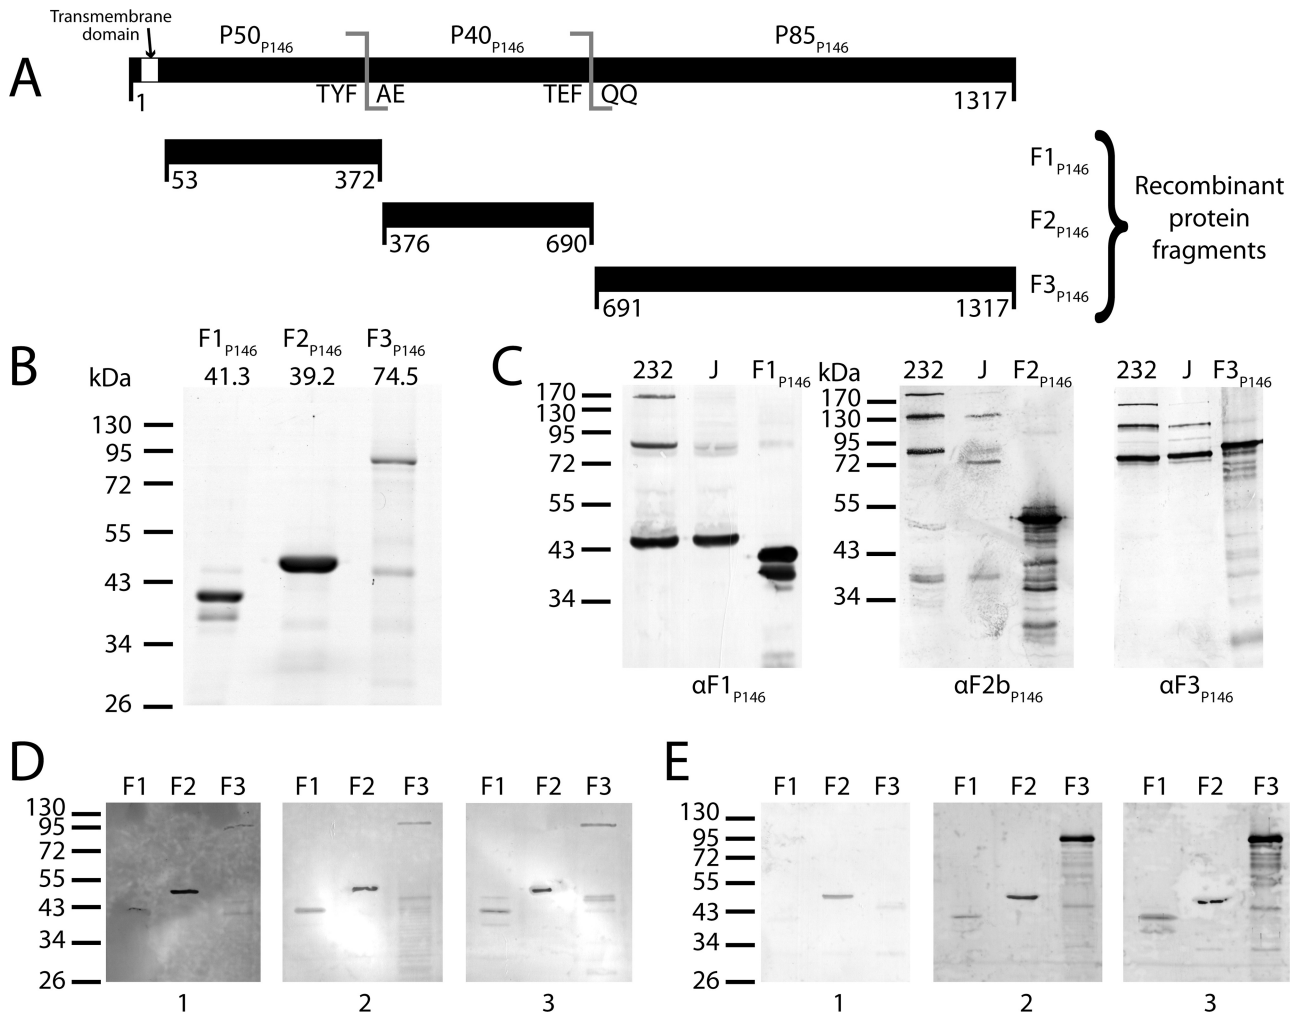 Transmembrane
domain
A
P50P146
P40P146
P85P146
TYF AE
TEF QQ
1
1317
53 372
F1P146
376 690
F2P146
691 1317
F3P146
Recombinant
protein
fragments
B
F1P146 F2P146 F3P146
kDa 41.3 39.2 74.5
130
95
72
55
43
34
26
C
232 J F1P146
170
130
95
72
55
43
34
αF1P146
kDa 232 J F2P146
170
130
95
72
55
43
34
αF2bP146
232 J F3P146
αF3P146
D
F1 F2 F3
F1 F2 F3
F1 F2 F3
130
95
72
55
43
34
26
1 2 3
E
F1 F2 F3
F1 F2 F3
F1 F2 F3
130
95
72
55
43
34
26
1 2 3